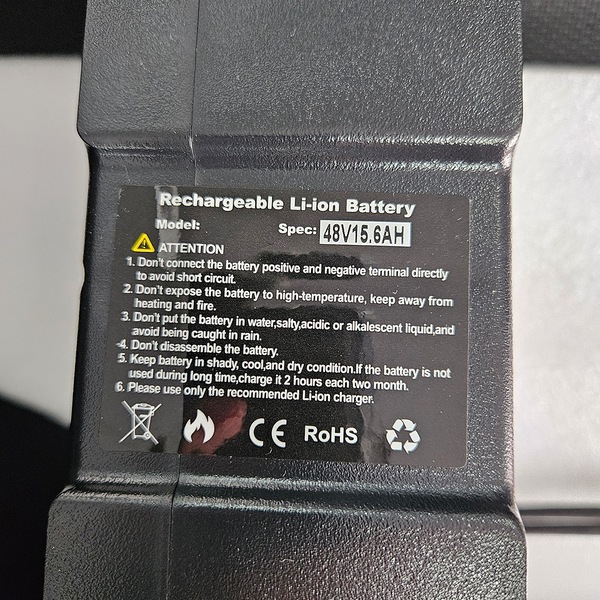 Rechargeable Li-ion Battery
Model: Spec: 48V15.6AH
ATTENTION
1. Don't connect the battery positive and negative terminal directly
to avoid short circuit.
2. Don't expose the battery to high-temperature, keep away from
heating and fire.
3. Don't put the battery in water,salty,acidic or alkalescent liquid,and
avoid being caught in rain.
4. Don't disassemble the battery.
5. Keep battery in shady, cool,and dry condition.If the battery is not
used during long time,charge it 2 hours each two month.
6. Please use only the recommended Li-ion charger.
CE RoHS